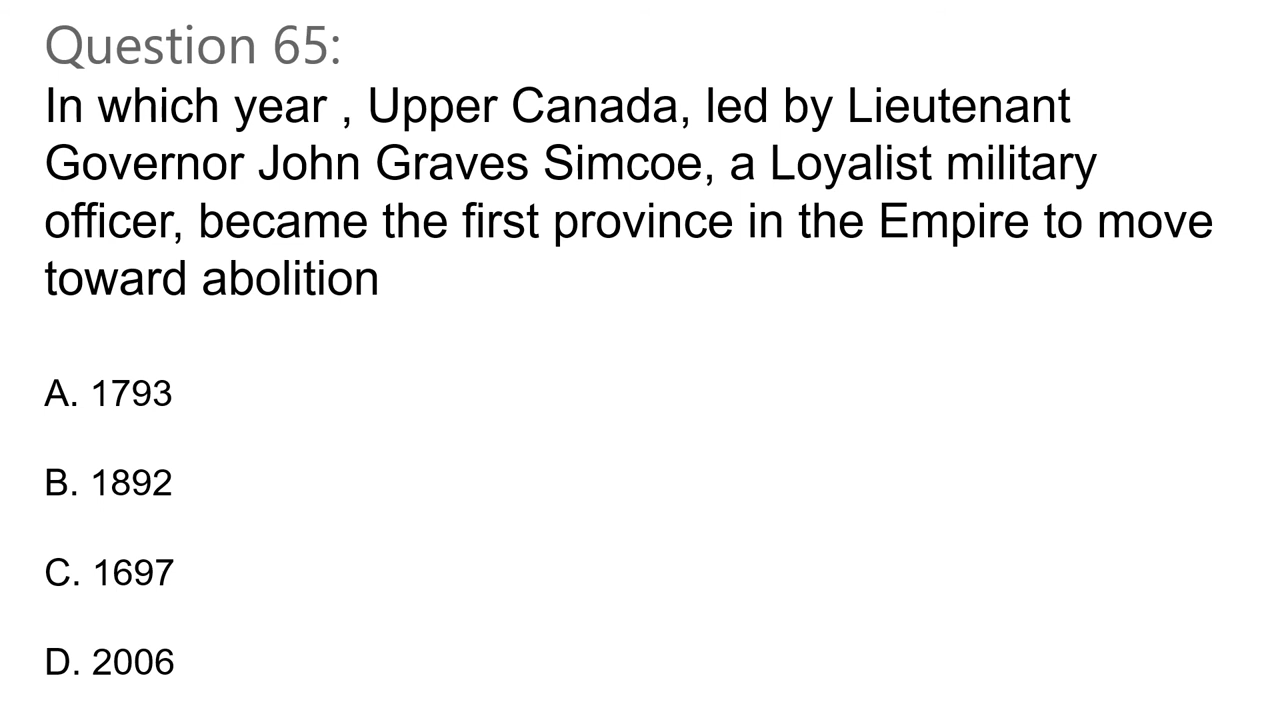 Question 65:
In which year , Upper Canada, led by Lieutenant
Governor John Graves Simcoe, a Loyalist military
officer, became the first province in the Empire to move
toward abolition
A. 1793
B. 1892
C. 1697
D. 2006